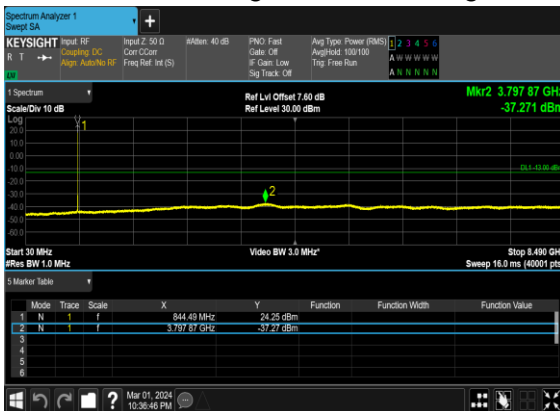 Spectrum Analyzer 1
Swept SA
KEYSIGHT
R T
LV
Input: RF
Coupling: DC
Align: Auto/No RF
Input Z: 50 Ω
Corr CCorr
Freq Ref: Int (S)
#Atten: 40 dB
PNO: Fast
Gate: Off
IF Gain: Low
Sig Track: Off
Avg Type: Power (RMS)
Avg|Hold: 100/100
Trig: Free Run
1 2 3 4 5 6
A W W W W W
A N N N N N
1 Spectrum
Scale/Div 10 dB
Ref Lvl Offset 7.60 dB
Ref Level 30.00 dBm
Mkr2 3.797 87 GHz
-37.271 dBm
Log
20.0
10.0
0.00
-10.0
-20.0
-30.0
-40.0
-50.0
-60.0
1
2
DL1 -13.00 dBm
Start 30 MHz
#Res BW 1.0 MHz
Video BW 3.0 MHz*
Stop 8.490 GHz
Sweep 16.0 ms (40001 pts
5 Marker Table
Mode Trace Scale X Y Function Function Width Function Value
1 N 1 f 844.49 MHz 24.25 dBm
2 N 1 f 3.797 87 GHz -37.27 dBm
3
4
5
6
?
Mar 01, 2024
10:36:46 PM